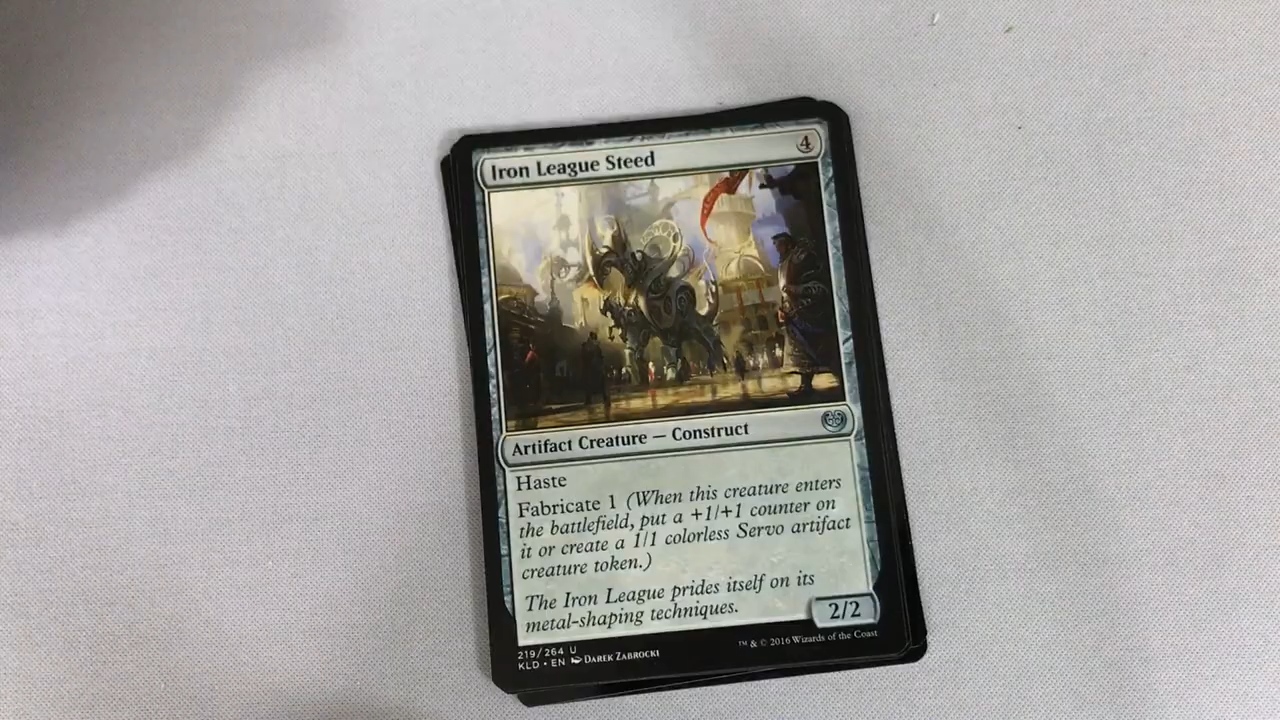 Iron League Steed 4
Artifact Creature — Construct
Haste
Fabricate 1 (When this creature enters
the battlefield, put a +1/+1 counter on
it or create a 1/1 colorless Servo artifact
creature token.)
The Iron League prides itself on its
metal-shaping techniques.
2/2
219/264 U
KLD • EN DAREK ZABROCKI
™ & © 2016 Wizards of the Coast